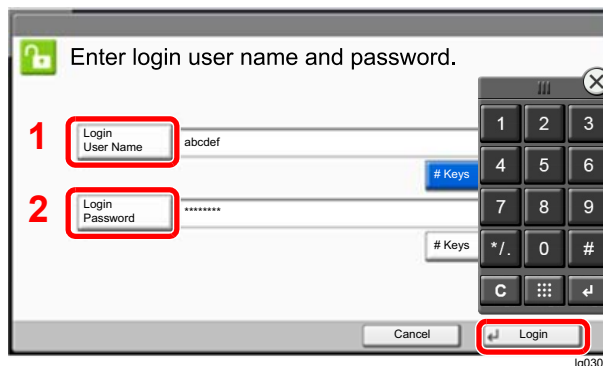 Enter login user name and password.
1
Login
User Name
abcdef
# Keys
2
Login
Password
********
# Keys
1 2 3
4 5 6
7 8 9
*/. 0 #
C
Cancel
Login